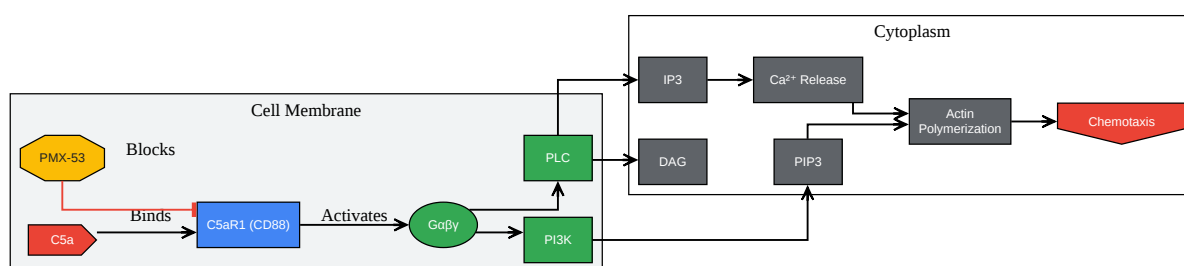 Cytoplasm
IP3
Ca²⁺ Release
Cell Membrane
Actin
Polymerization
Chemotaxis
PMX-53
Blocks
PLC
DAG
PIP3
Binds
C5aR1 (CD88)
Activates
Gαβγ
C5a
PI3K